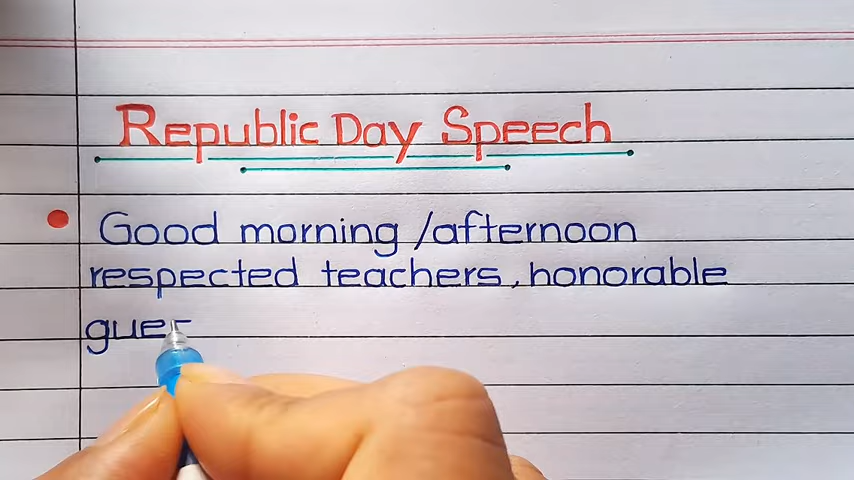 Republic Day Speech
Good morning /afternoon
respected teachers, honorable